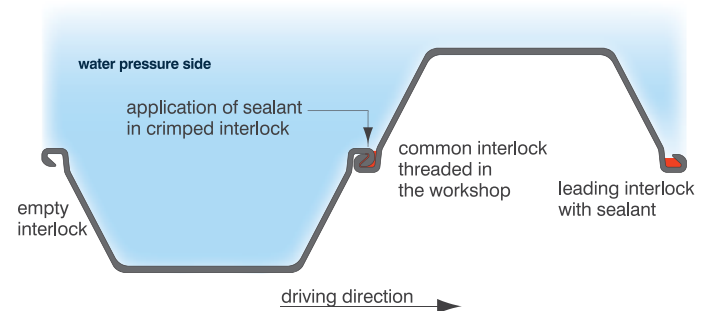 water pressure side
application of sealant
in crimped interlock
common interlock
threaded in
the workshop
leading interlock
with sealant
empty
interlock
driving direction